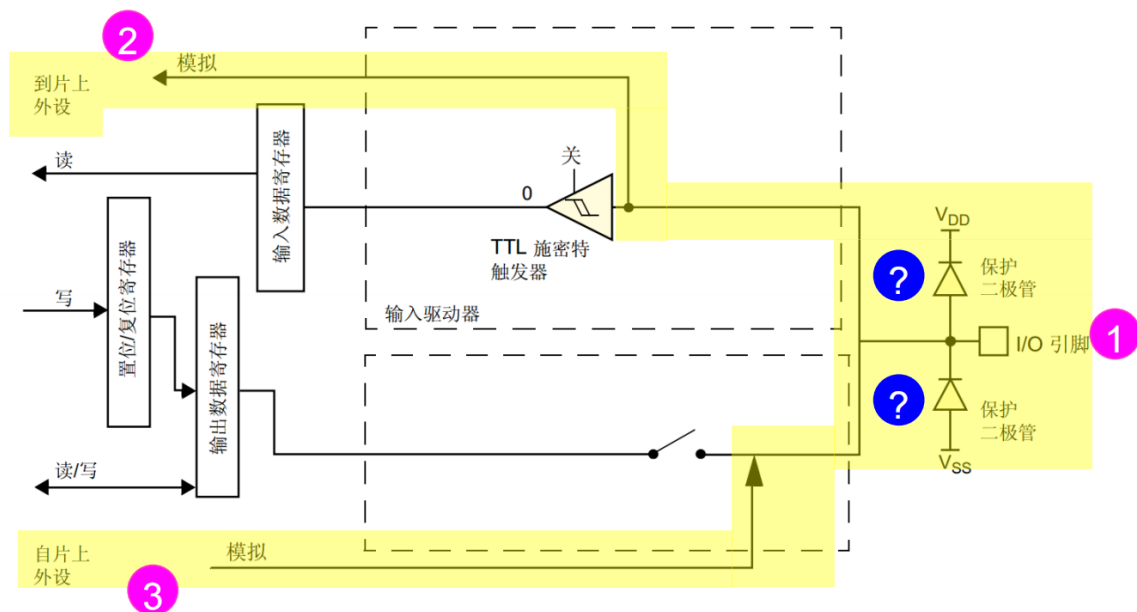 2
模拟
到片上
外设
关
读
0
输入数据寄存器
TTL 施密特
触发器
输入驱动器
VDD
?
保护
二极管
I/O 引脚
1
?
保护
二极管
VSS
写
置位/复位寄存器
输出数据寄存器
读/写
自片上
外设
模拟
3